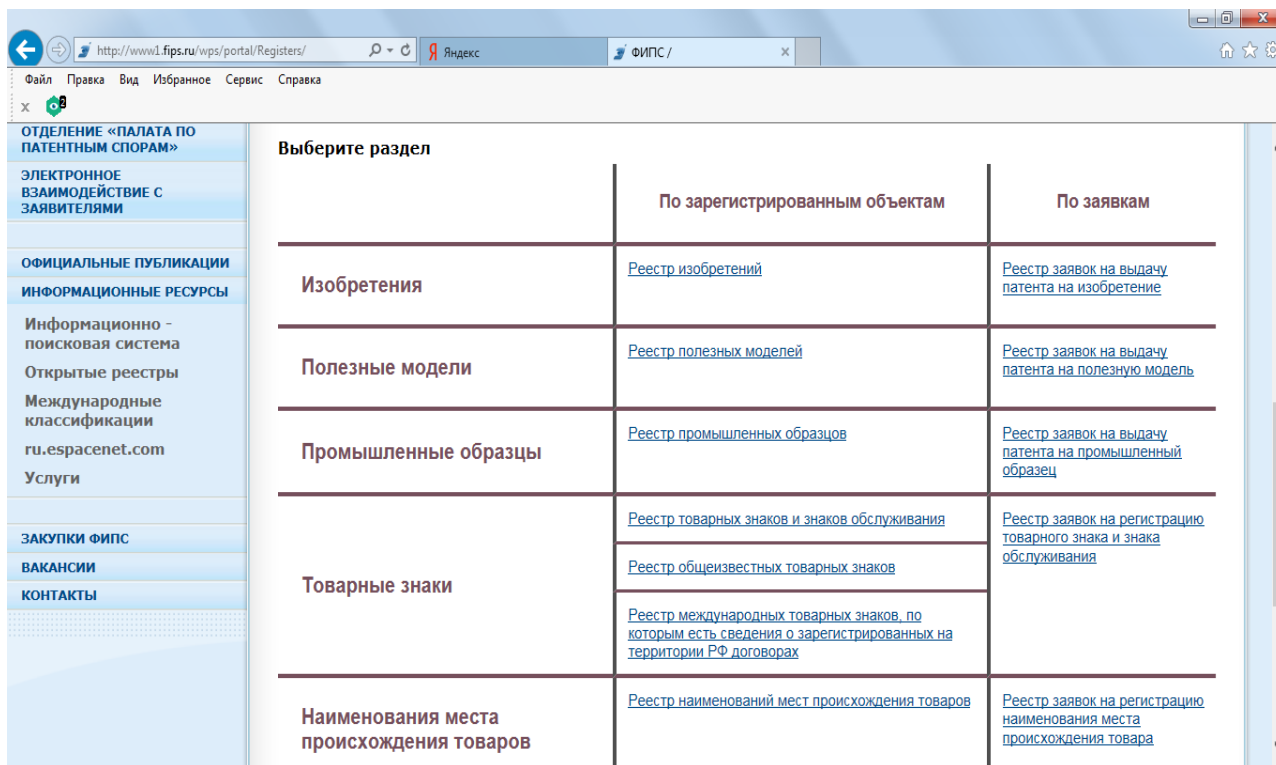 http://www1.fips.ru/wps/portal/Registers/
Яндекс
ФИПС /
Файл Правка Вид Избранное Сервис Справка
x 2
ОТДЕЛЕНИЕ «ПАЛАТА ПО
ПАТЕНТНЫМ СПОРАМ»
ЭЛЕКТРОННОЕ
ВЗАИМОДЕЙСТВИЕ С
ЗАЯВИТЕЛЯМИ
ОФИЦИАЛЬНЫЕ ПУБЛИКАЦИИ
ИНФОРМАЦИОННЫЕ РЕСУРСЫ
Информационно -
поисковая система
Открытые реестры
Международные
классификации
ru.espacenet.com
Услуги
ЗАКУПКИ ФИПС
ВАКАНСИИ
КОНТАКТЫ
Выберите раздел
По зарегистрированным объектам
По заявкам
Изобретения
Реестр изобретений
Реестр заявок на выдачу
патента на изобретение
Полезные модели
Реестр полезных моделей
Реестр заявок на выдачу
патента на полезную модель
Промышленные образцы
Реестр промышленных образцов
Реестр заявок на выдачу
патента на промышленный
образец
Товарные знаки
Реестр товарных знаков и знаков обслуживания
Реестр общеизвестных товарных знаков
Реестр международных товарных знаков, по
которым есть сведения о зарегистрированных на
территории РФ договорах
Реестр заявок на регистрацию
товарного знака и знака
обслуживания
Наименования места
происхождения товаров
Реестр наименований мест происхождения товаров
Реестр заявок на регистрацию
наименования места
происхождения товара